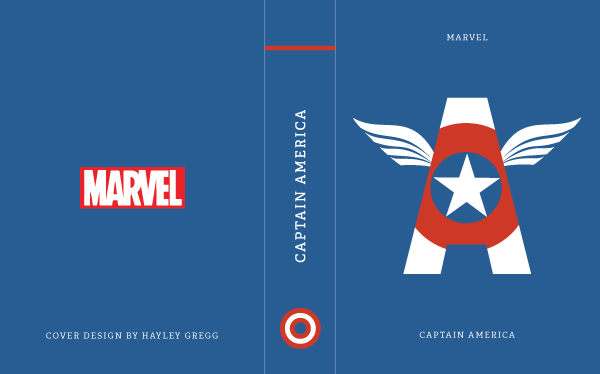 MARVEL
COVER DESIGN BY HAYLEY GREGG
CAPTAIN AMERICA
MARVEL
CAPTAIN AMERICA